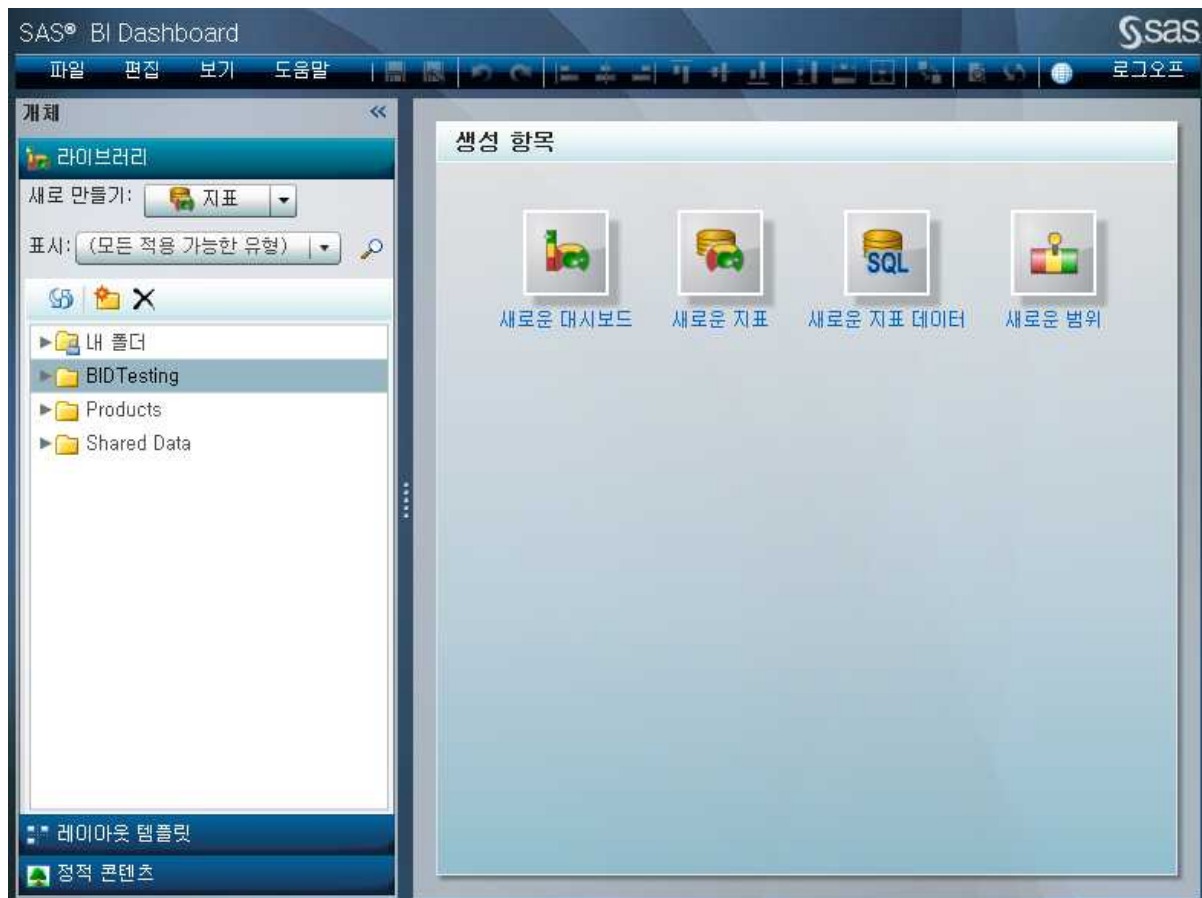 SAS® BI Dashboard
sas
파일 편집 보기 도움말 로그오프
개체
라이브러리
새로 만들기: 지표
표시: (모든 적용 가능한 유형)
내 폴더
BIDTesting
Products
Shared Data
레이아웃 템플릿
정적 콘텐츠
생성 항목
SQL
새로운 대시보드 새로운 지표 새로운 지표 데이터 새로운 범위